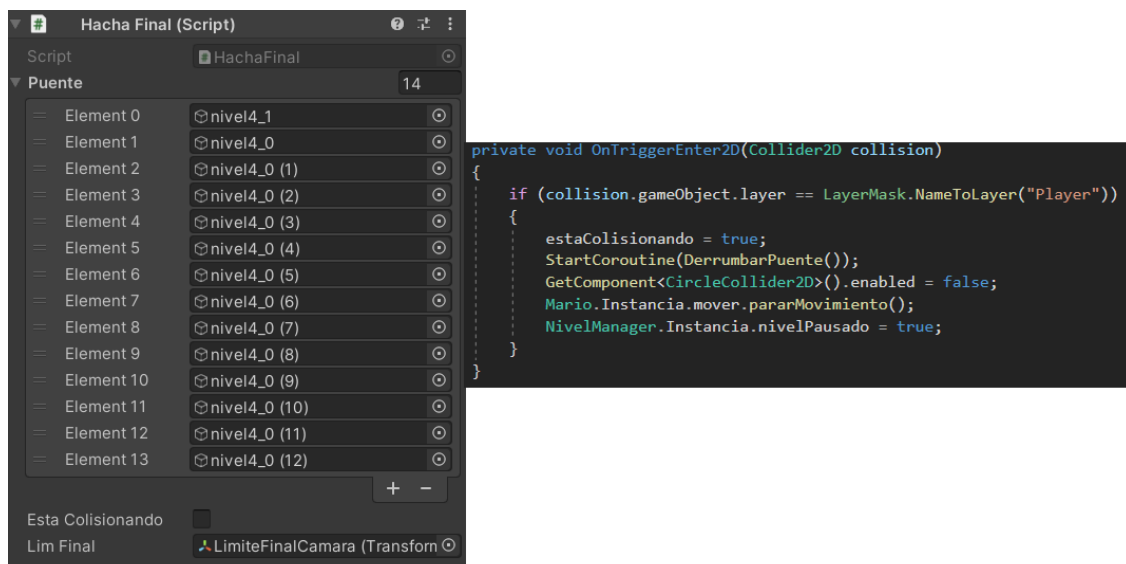 Hacha Final (Script)
Script HachaFinal
Puente 14
Element 0 nivel4_1
Element 1 nivel4_0
Element 2 nivel4_0 (1)
Element 3 nivel4_0 (2)
Element 4 nivel4_0 (3)
Element 5 nivel4_0 (4)
Element 6 nivel4_0 (5)
Element 7 nivel4_0 (6)
Element 8 nivel4_0 (7)
Element 9 nivel4_0 (8)
Element 10 nivel4_0 (9)
Element 11 nivel4_0 (10)
Element 12 nivel4_0 (11)
Element 13 nivel4_0 (12)
+ −
Esta Colisionando
Lim Final LimiteFinalCamara (Transforn
private void OnTriggerEnter2D(Collider2D collision)
{
if (collision.gameObject.layer == LayerMask.NameToLayer("Player"))
{
estaColisionando = true;
StartCoroutine(DerrumbarPuente());
GetComponent<CircleCollider2D>().enabled = false;
Mario.Instancia.mover.pararMovimiento();
NivelManager.Instancia.nivelPausado = true;
}
}